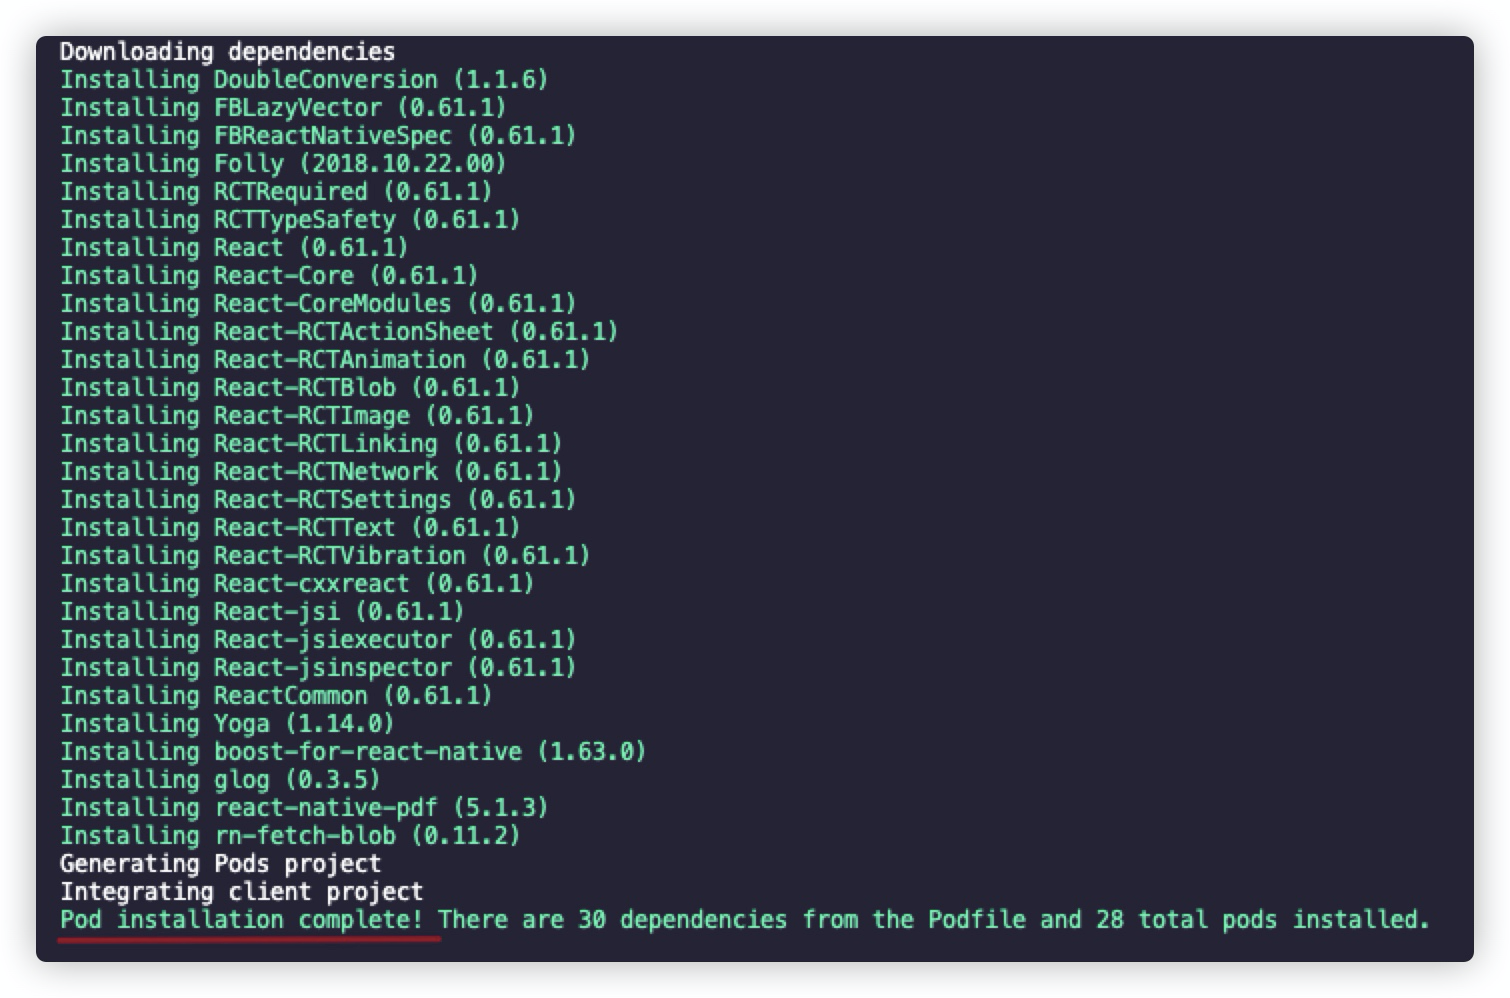 Downloading dependencies
Installing DoubleConversion (1.1.6)
Installing FBLazyVector (0.61.1)
Installing FBReactNativeSpec (0.61.1)
Installing Folly (2018.10.22.00)
Installing RCTRequired (0.61.1)
Installing RCTTypeSafety (0.61.1)
Installing React (0.61.1)
Installing React-Core (0.61.1)
Installing React-CoreModules (0.61.1)
Installing React-RCTActionSheet (0.61.1)
Installing React-RCTAnimation (0.61.1)
Installing React-RCTBlob (0.61.1)
Installing React-RCTImage (0.61.1)
Installing React-RCTLinking (0.61.1)
Installing React-RCTNetwork (0.61.1)
Installing React-RCTSettings (0.61.1)
Installing React-RCTText (0.61.1)
Installing React-RCTVibration (0.61.1)
Installing React-cxxreact (0.61.1)
Installing React-jsi (0.61.1)
Installing React-jsiexecutor (0.61.1)
Installing React-jsinspector (0.61.1)
Installing ReactCommon (0.61.1)
Installing Yoga (1.14.0)
Installing boost-for-react-native (1.63.0)
Installing glog (0.3.5)
Installing react-native-pdf (5.1.3)
Installing rn-fetch-blob (0.11.2)
Generating Pods project
Integrating client project
Pod installation complete! There are 30 dependencies from the Podfile and 28 total pods installed.